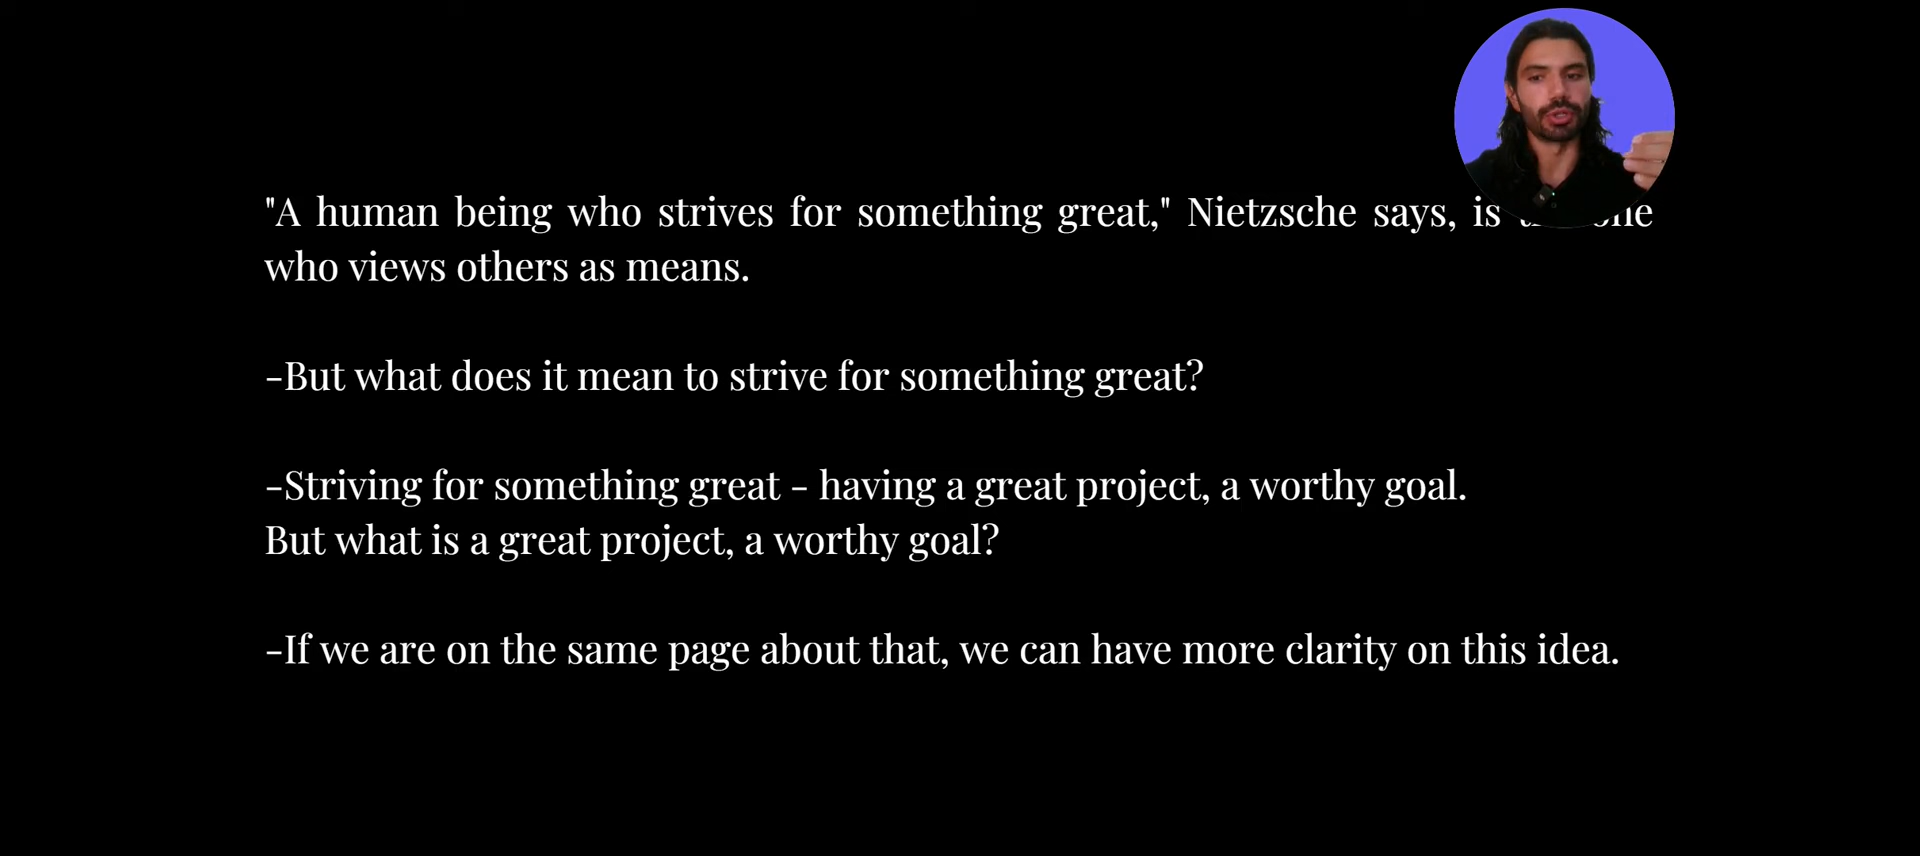 "A human being who strives for something great," Nietzsche says, is
who views others as means.
-But what does it mean to strive for something great?
-Striving for something great - having a great project, a worthy goal.
But what is a great project, a worthy goal?
-If we are on the same page about that, we can have more clarity on this idea.